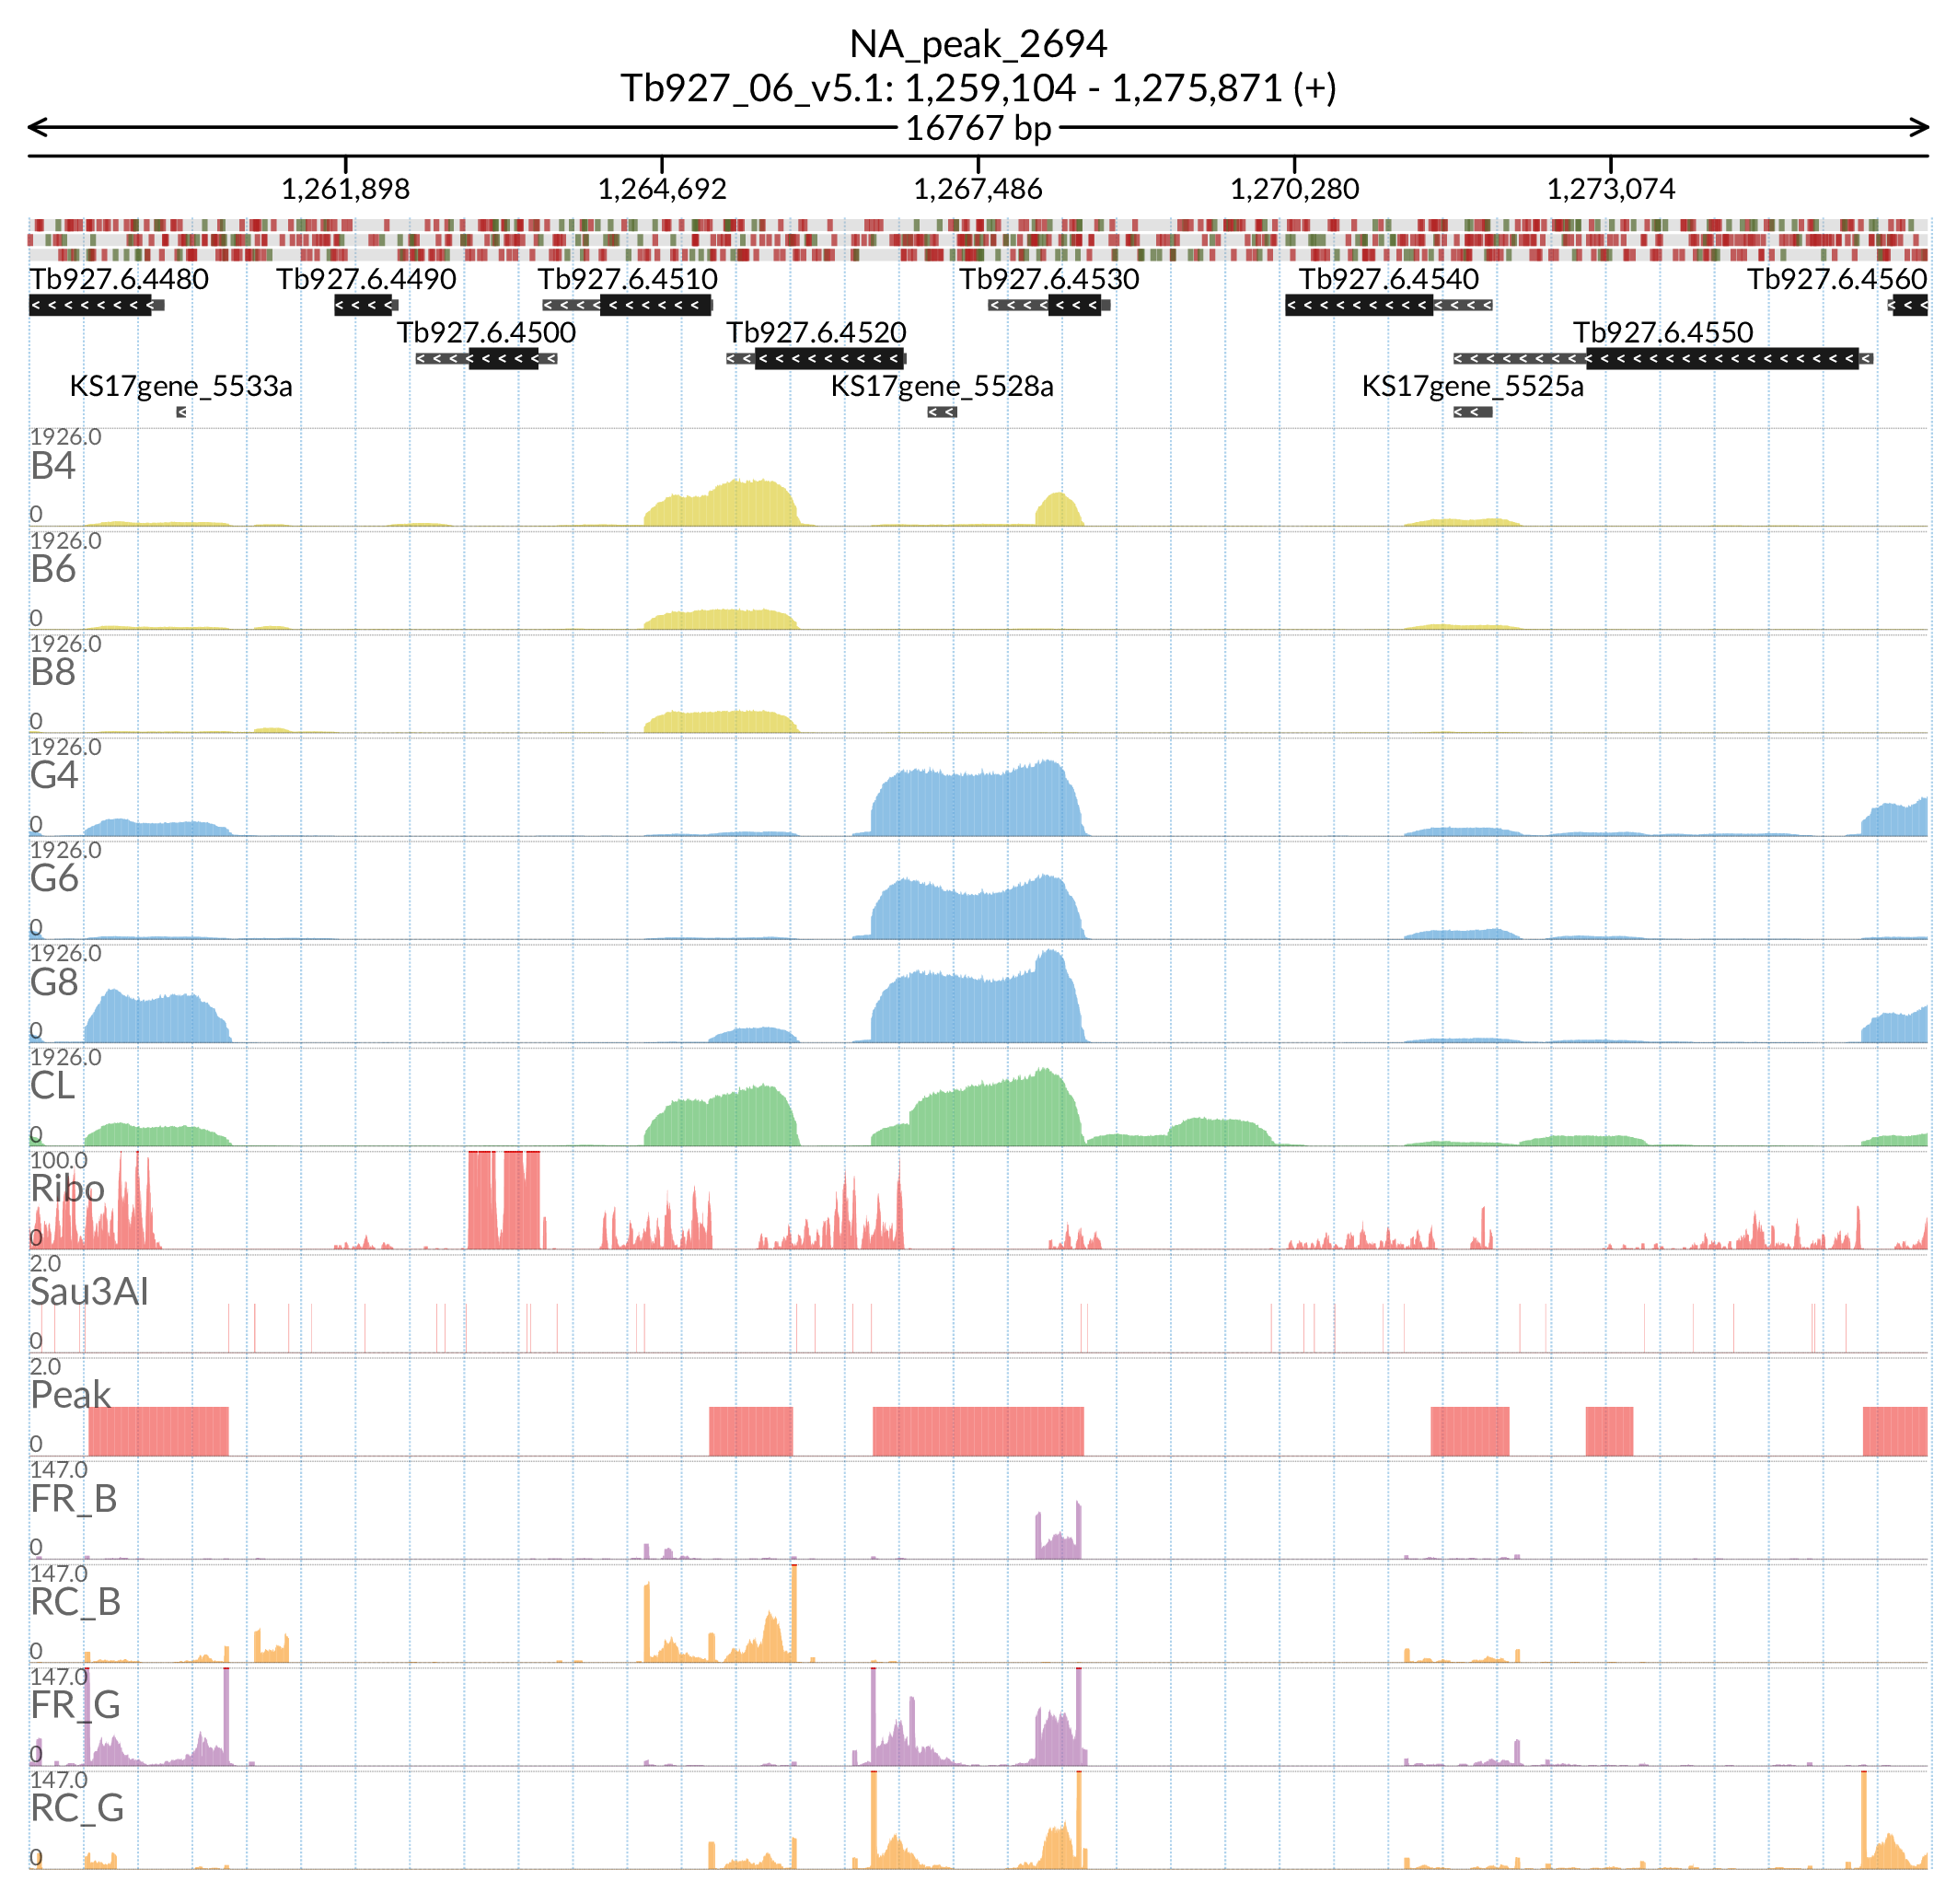 NA_peak_2694
Tb927_06_v5.1: 1,259,104 - 1,275,871 (+)
16767 bp
1,261,898 1,264,692 1,267,486 1,270,280 1,273,074
Tb927.6.4480 Tb927.6.4490 Tb927.6.4510 Tb927.6.4530 Tb927.6.4540 Tb927.6.4560
Tb927.6.4500 Tb927.6.4520 Tb927.6.4550
KS17gene_5533a KS17gene_5528a KS17gene_5525a
1926.0
B4
0
1926.0
B6
0
1926.0
B8
0
1926.0
G4
0
1926.0
G6
0
1926.0
G8
0
1926.0
CL
0
100.0
Ribo
0
2.0
Sau3AI
0
2.0
Peak
0
147.0
FR_B
0
147.0
RC_B
0
147.0
FR_G
0
147.0
RC_G
0